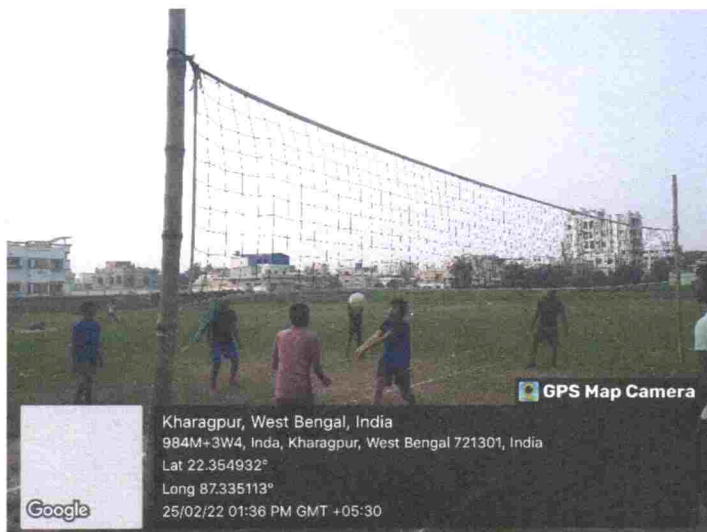 GPS Map Camera
Kharagpur, West Bengal, India
984M+3W4, Inda, Kharagpur, West Bengal 721301, India
Lat 22.354932°
Long 87.335113°
25/02/22 01:36 PM GMT +05:30
Google